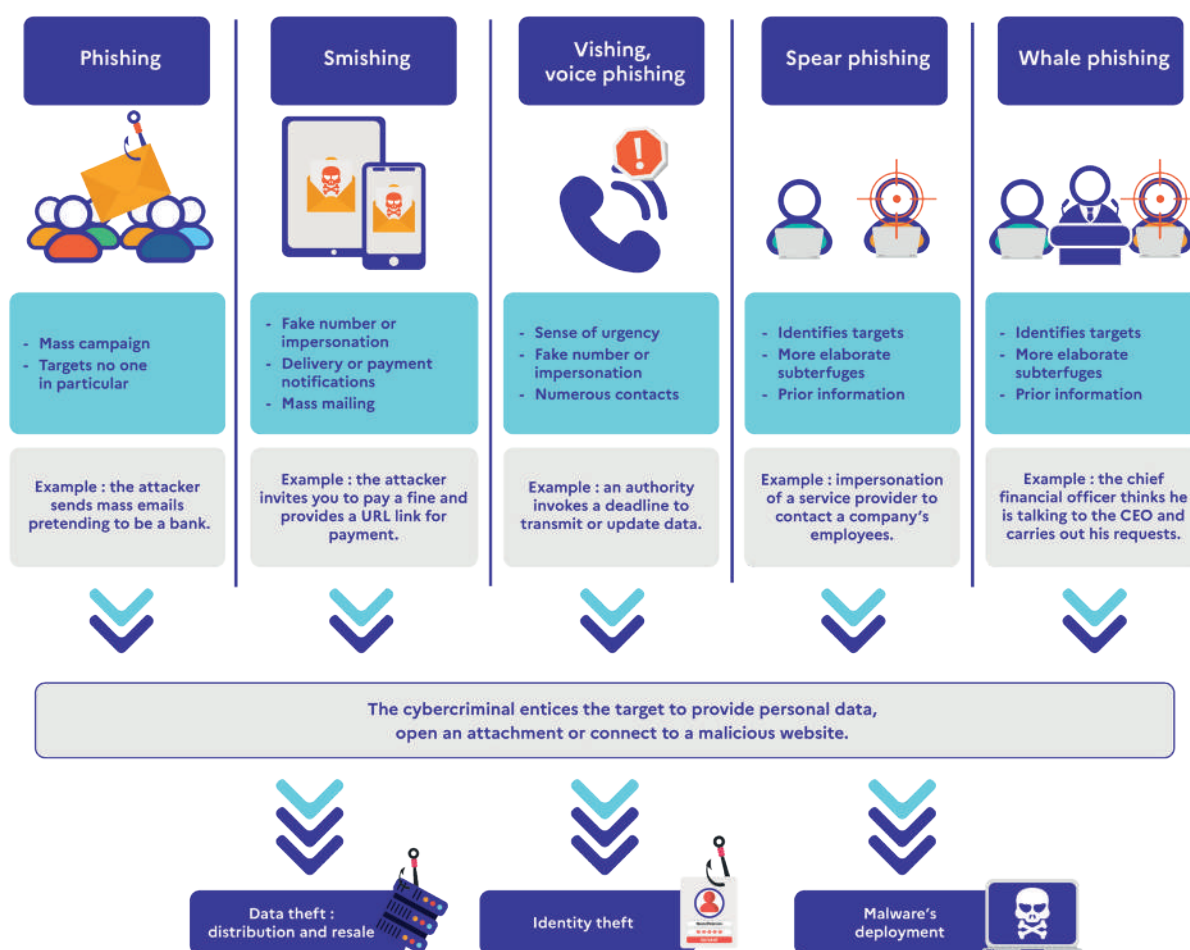 Phishing
Smishing
Vishing,
voice phishing
Spear phishing
Whale phishing
- Mass campaign
- Targets no one
in particular
- Fake number or
impersonation
- Delivery or payment
notifications
- Mass mailing
- Sense of urgency
- Fake number or
impersonation
- Numerous contacts
- Identifies targets
- More elaborate
subterfuges
- Prior information
- Identifies targets
- More elaborate
subterfuges
- Prior information
Example : the attacker
sends mass emails
pretending to be a bank.
Example : the attacker
invites you to pay a fine and
provides a URL link for
payment.
Example : an authority
invokes a deadline to
transmit or update data.
Example : impersonation
of a service provider to
contact a company's
employees.
Example : the chief
financial officer thinks he
is talking to the CEO and
carries out his requests.
The cybercriminal entices the target to provide personal data,
open an attachment or connect to a malicious website.
Data theft :
distribution and resale
Identity theft
Malware's
deployment